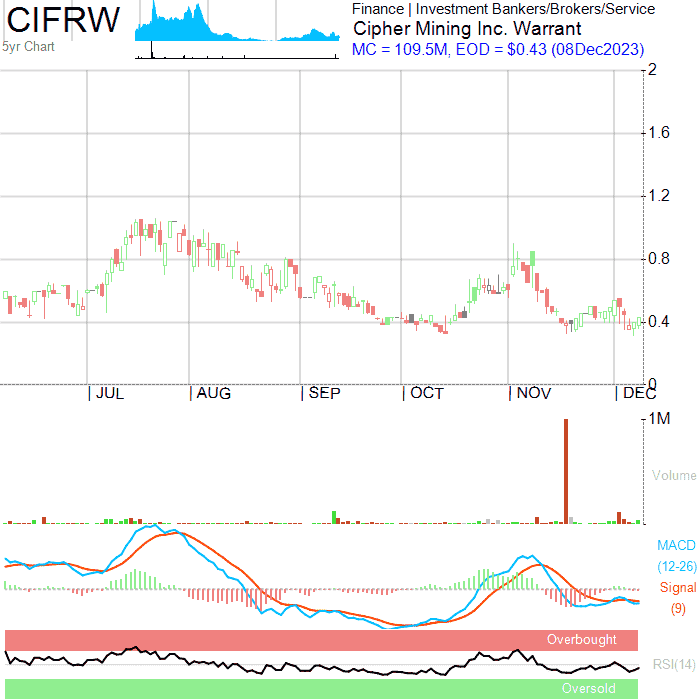 CIFRW
5yr Chart
Finance | Investment Bankers/Brokers/Service
Cipher Mining Inc. Warrant
MC = 109.5M, EOD = $0.43 (08Dec2023)
2
1.6
1.2
0.8
0.4
0
JUL
AUG
SEP
OCT
NOV
DEC
1M
Volume
MACD
(12-26)
Signal
(9)
Overbought
RSI(14)
Oversold